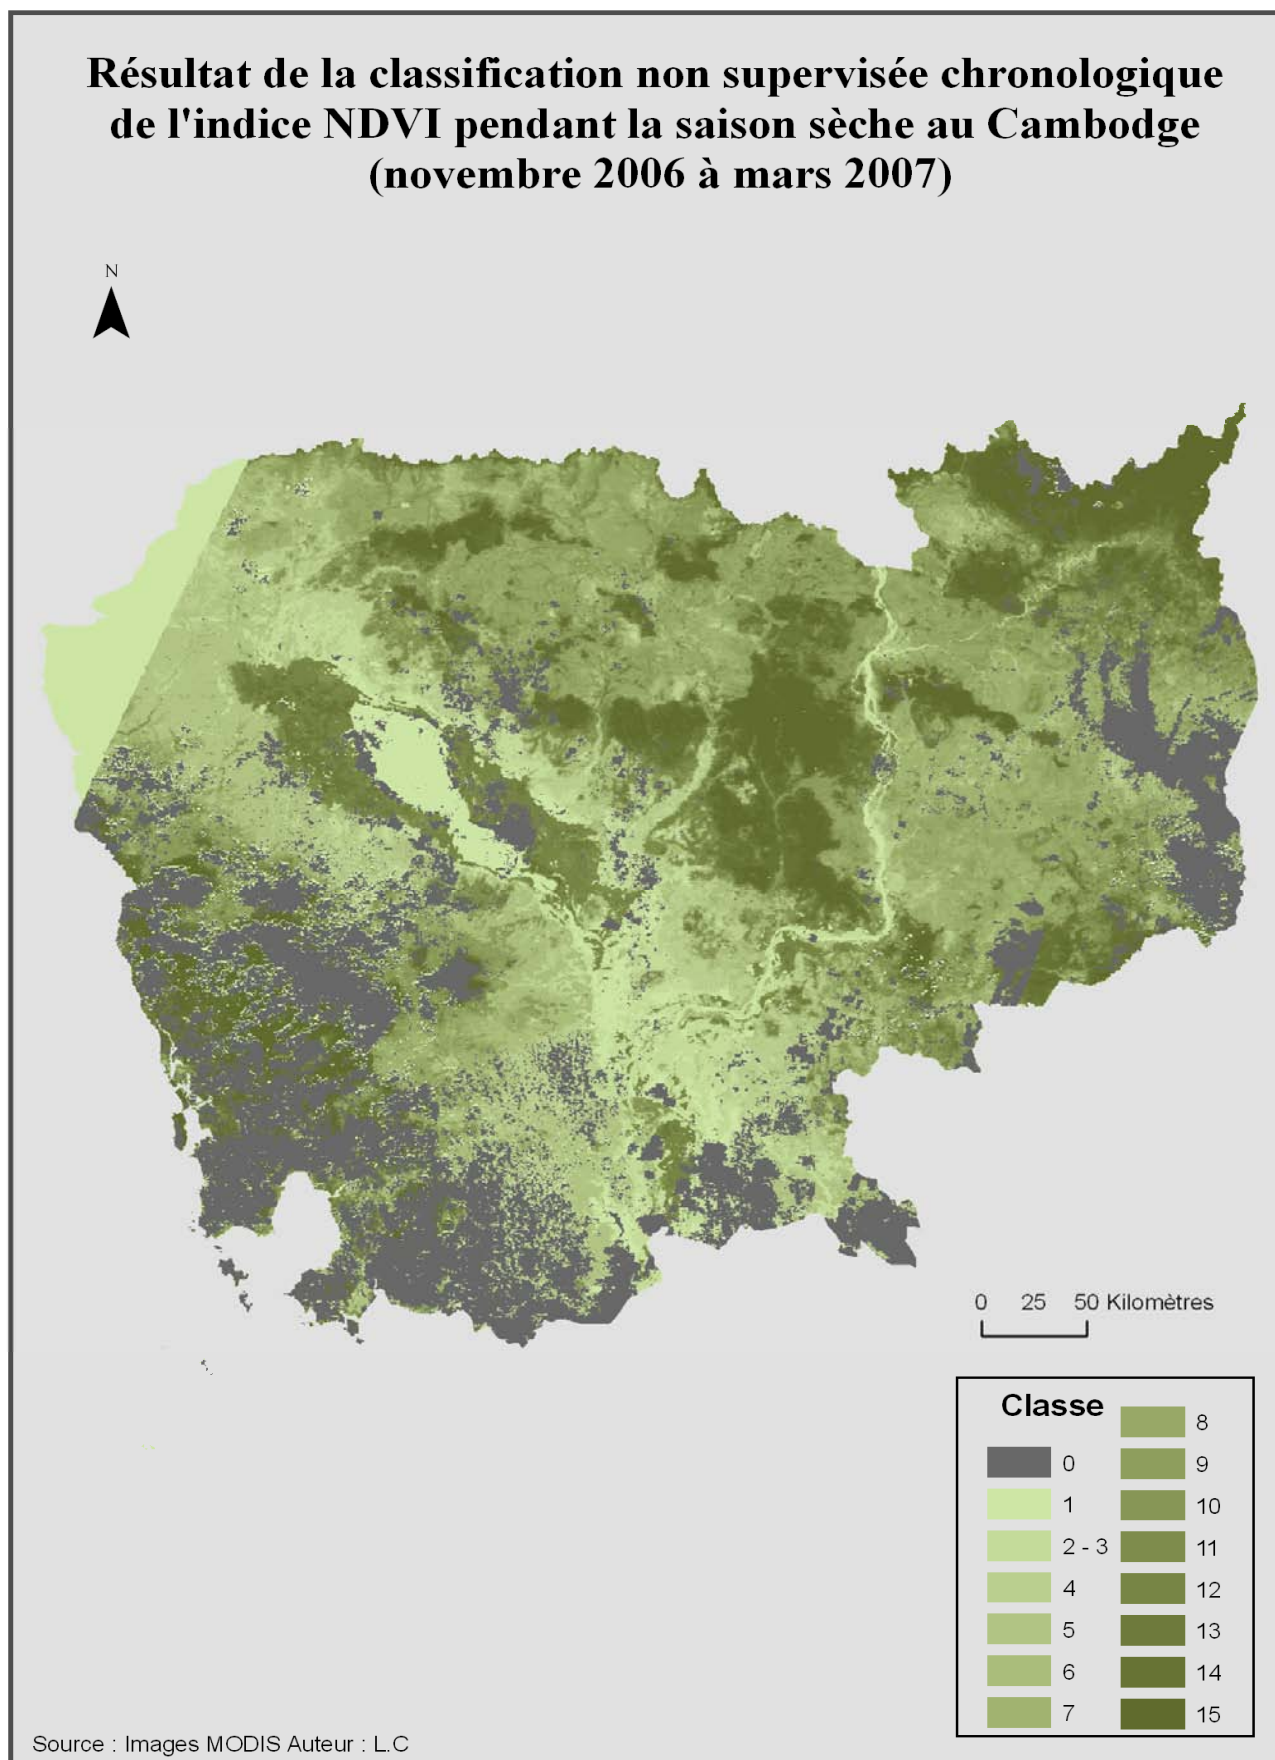 Résultat de la classification non supervisée chronologique
de l'indice NDVI pendant la saison sèche au Cambodge
(novembre 2006 à mars 2007)
N
0 25 50 Kilomètres
Classe
0
1
2 - 3
4
5
6
7
8
9
10
11
12
13
14
15
Source : Images MODIS Auteur : L.C